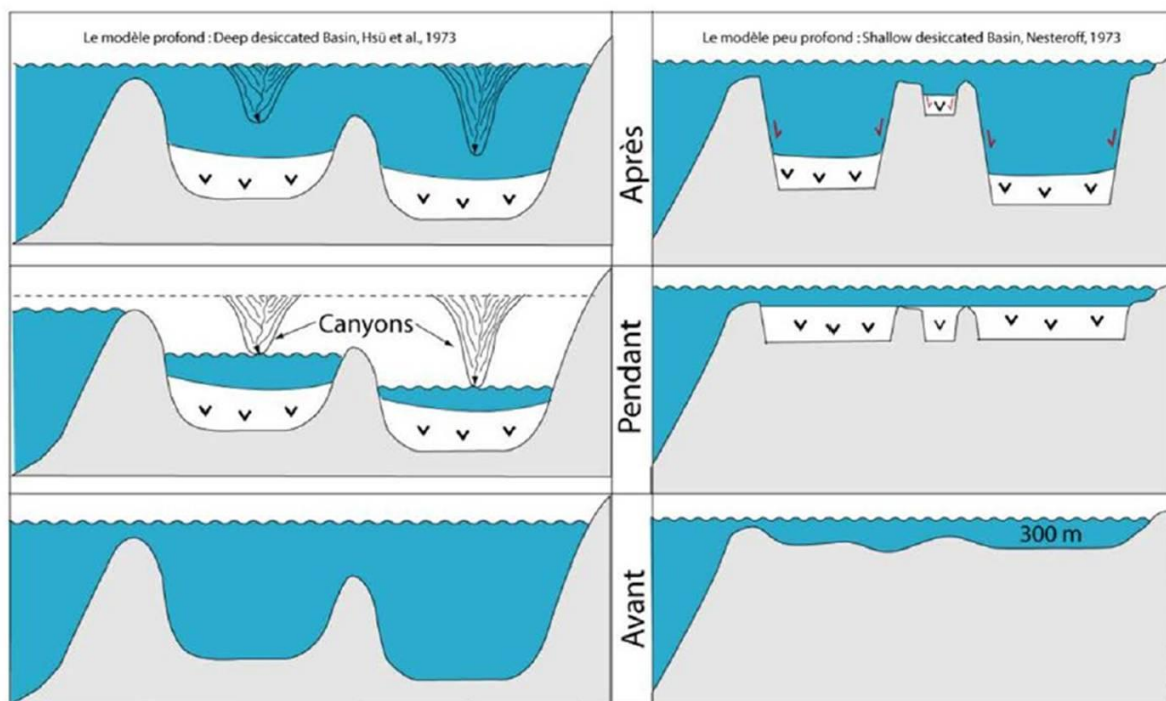 Le modèle profond : Deep desiccated Basin, Hsü et al., 1973
Le modèle peu profond : Shallow desiccated Basin, Nesteroff, 1973
Après
Canyons
Pendant
300 m
Avant